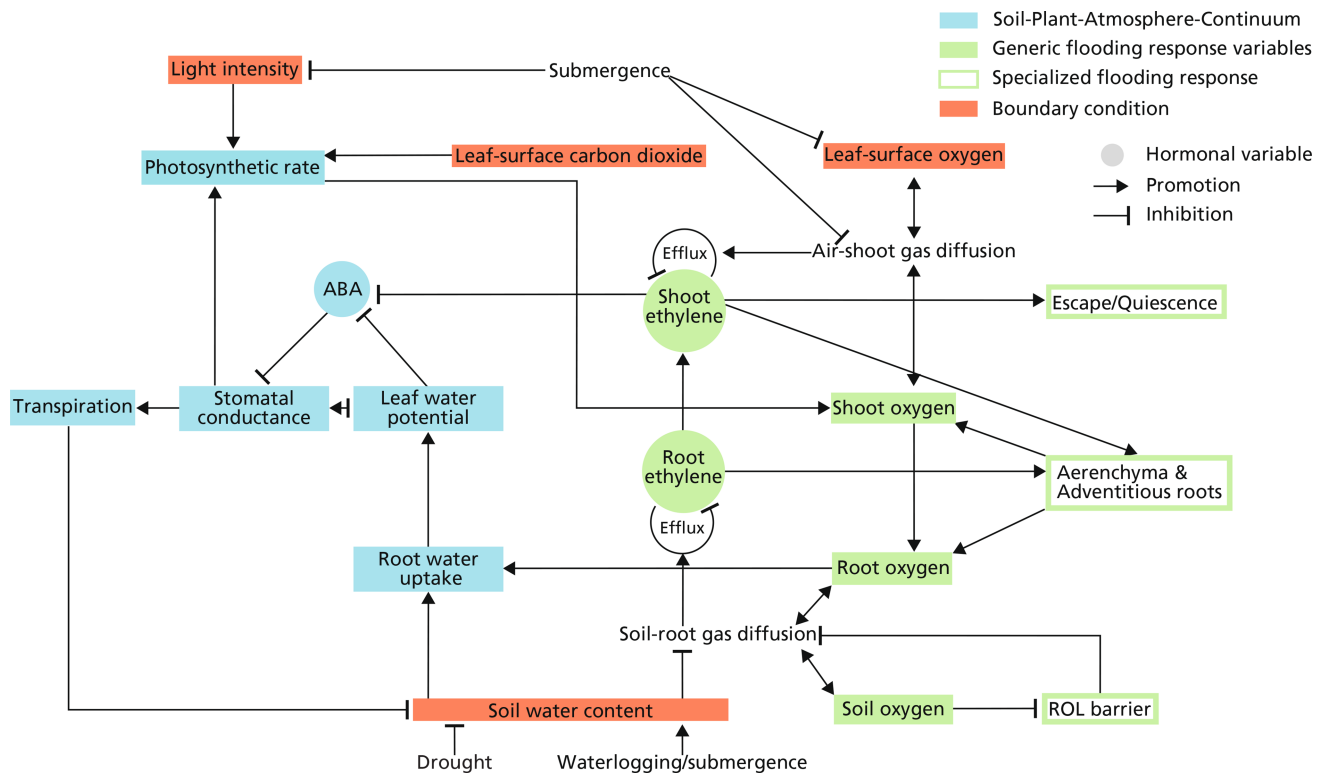 Soil-Plant-Atmosphere-Continuum
Generic flooding response variables
Specialized flooding response
Boundary condition
Hormonal variable
Promotion
Inhibition
Light intensity
Submergence
Photosynthetic rate
Leaf-surface carbon dioxide
Leaf-surface oxygen
Efflux
Air-shoot gas diffusion
ABA
Shoot
ethylene
Escape/Quiescence
Transpiration
Stomatal
conductance
Leaf water
potential
Shoot oxygen
Root
ethylene
Aerenchyma &
Adventitious roots
Efflux
Root water
uptake
Root oxygen
Soil-root gas diffusion
Soil water content
Soil oxygen
ROL barrier
Drought
Waterlogging/submergence